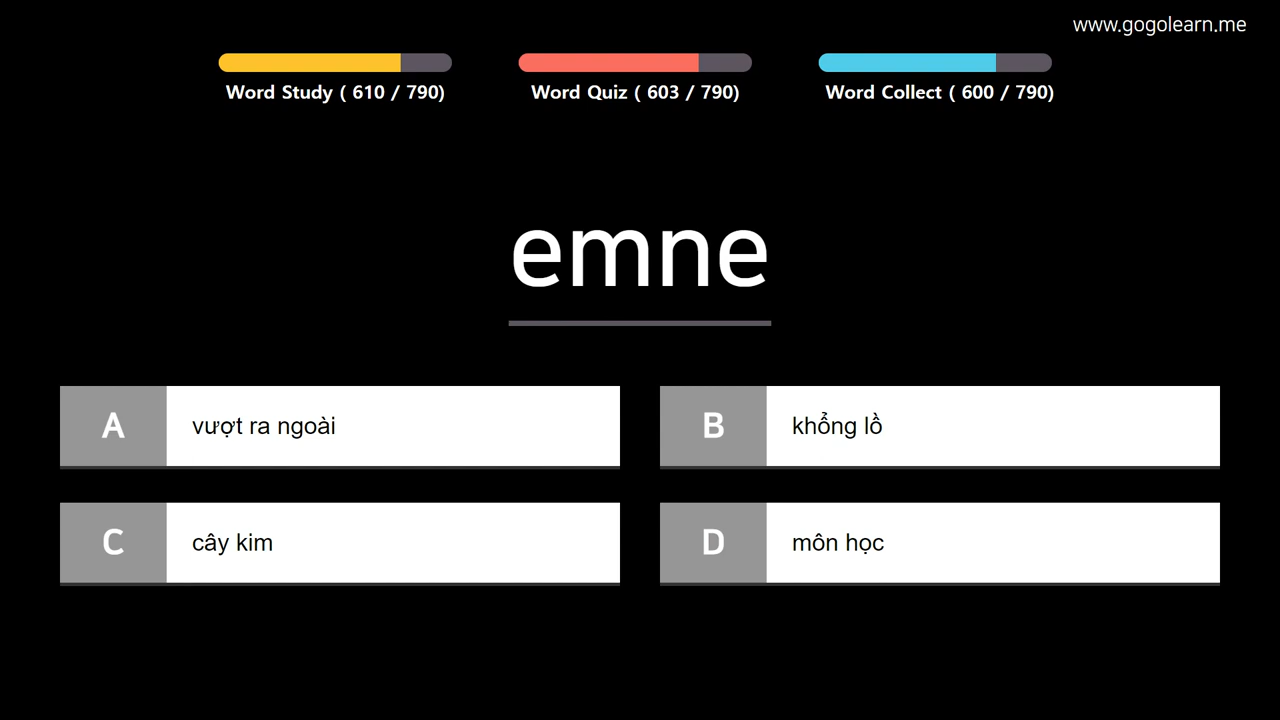 www.gogolearn.me
Word Study ( 610 / 790)
Word Quiz ( 603 / 790)
Word Collect ( 600 / 790)
emne
A
vượt ra ngoài
B
khổng lồ
C
cây kim
D
môn học